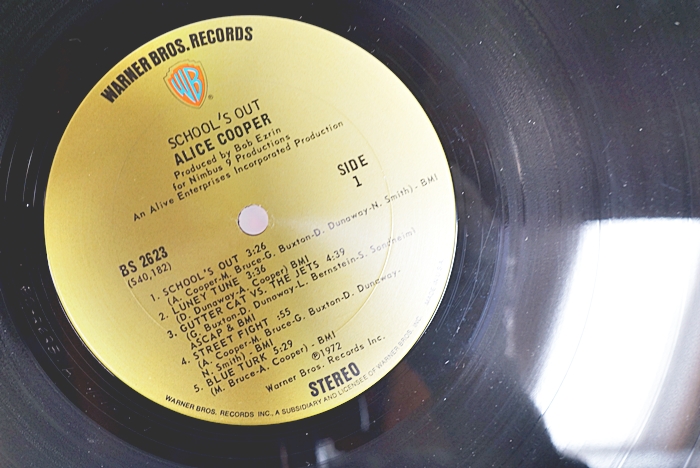 WARNER BROS. RECORDS
WB
®
SCHOOL'S OUT
ALICE COOPER
Produced by Bob Ezrin
for Nimbus 9 Productions
An Alive Enterprises Incorporated Production
SIDE
1
BS 2623
(S40,182)
1. SCHOOL'S OUT 3:26
(A. Cooper-M. Bruce-G. Buxton-D. Dunaway-N. Smith) - BMI
2. LUNEY TUNE 3:36
(D. Dunaway-A. Cooper) BMI
3. GUTTER CAT VS. THE JETS 4:39
(G. Buxton-D. Dunaway-L. Bernstein-S. Sondheim)
ASCAP & BMI
4. STREET FIGHT :55
(A. Cooper-M. Bruce-G. Buxton-D. Dunaway-
N. Smith) - BMI
5. BLUE TURK 5:29
(M. Bruce-A. Cooper) - BMI
℗1972
Warner Bros. Records Inc.
STEREO
WARNER BROS. RECORDS INC., A SUBSIDIARY AND LICENSEE OF WARNER BROS. INC.